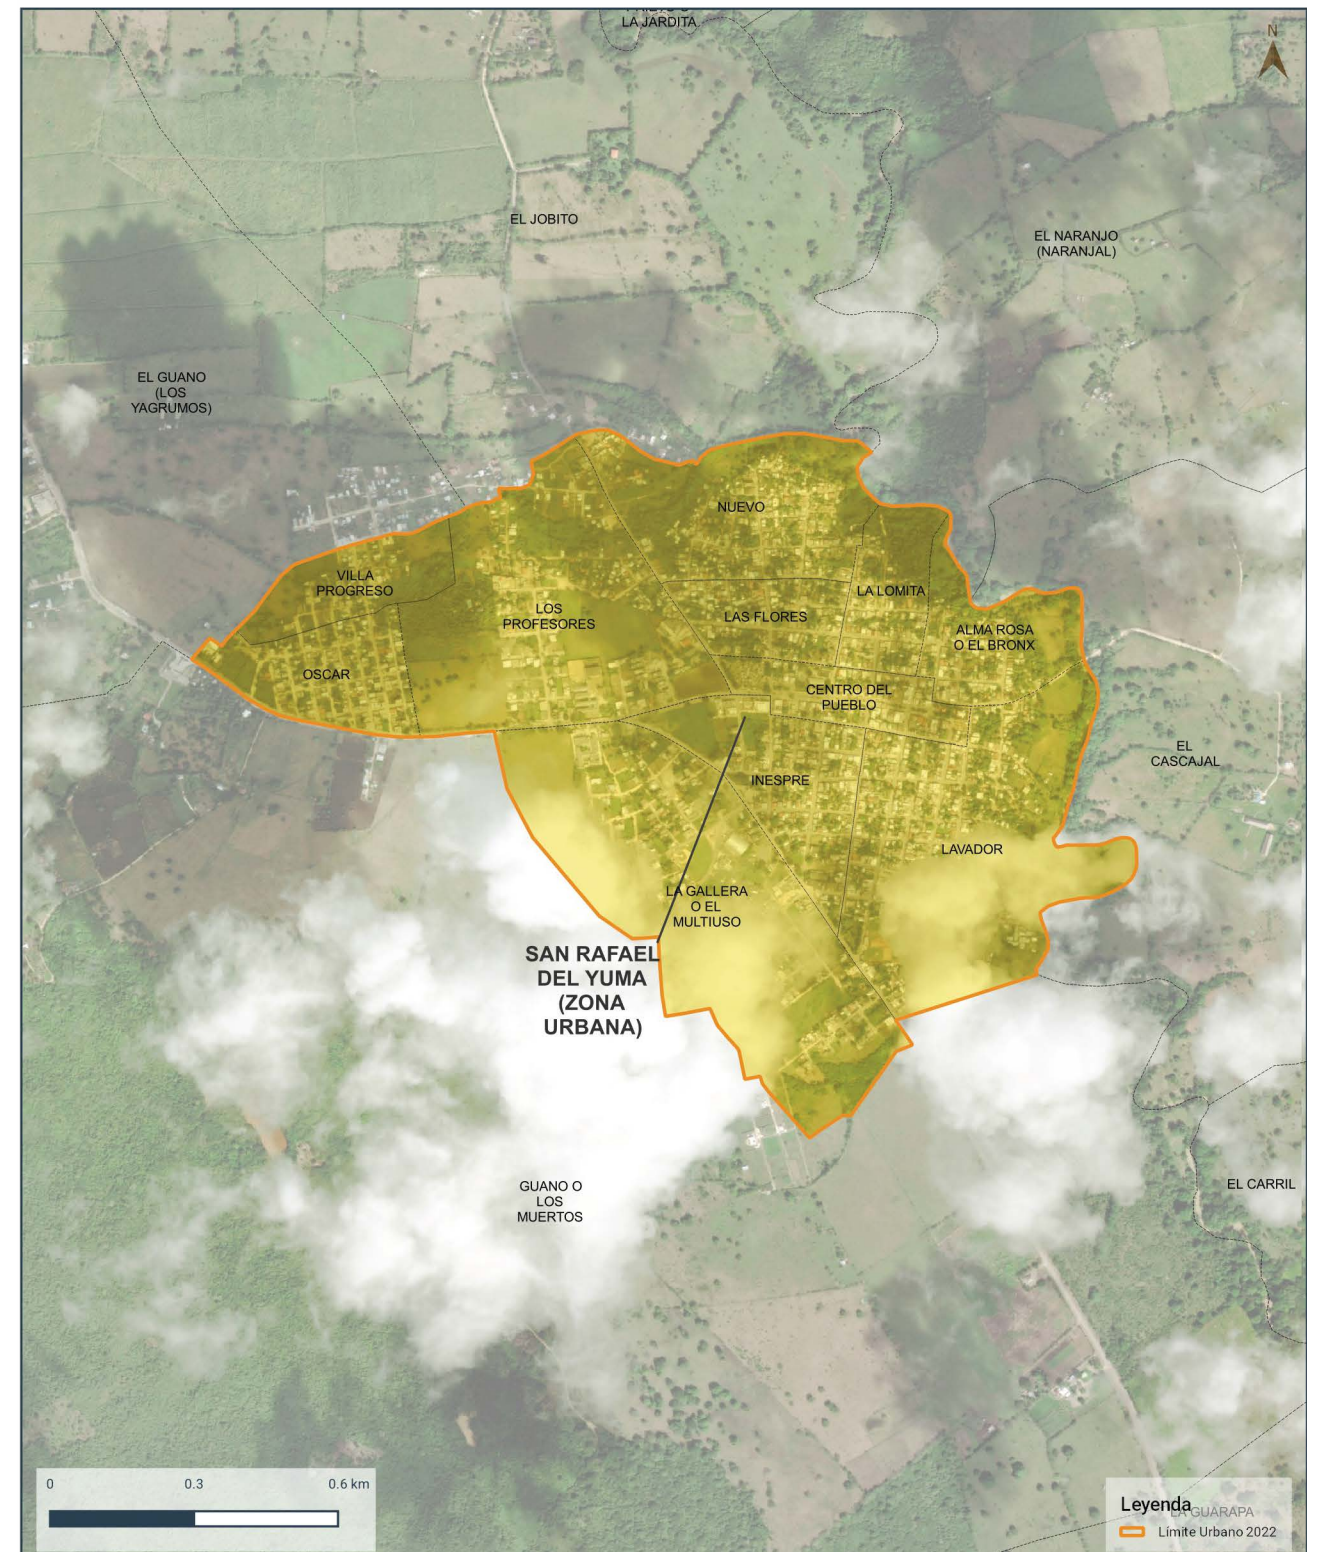 LA JARDITA
N
EL JOBITO
EL NARANJO
(NARANJAL)
EL GUANO
(LOS
YAGRUMOS)
NUEVO
VILLA
PROGRESO
LOS
PROFESORES
LAS FLORES
LA LOMITA
ALMA ROSA
O EL BRONX
OSCAR
CENTRO DEL
PUEBLO
EL
CASCAJAL
INESPRE
LAVADOR
LA GALLERA
O EL
MULTIUSO
SAN RAFAEL
DEL YUMA
(ZONA
URBANA)
GUANO O
LOS
MUERTOS
EL CARRIL
0 0.3 0.6 km
Leyenda
LA GUARAPA
Límite Urbano 2022